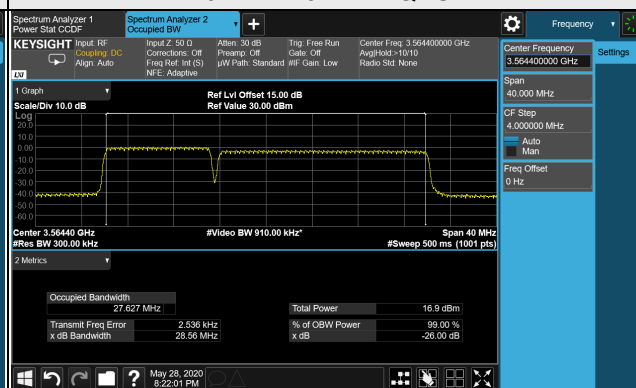 Spectrum Analyzer 1
Power Stat CCDF
Spectrum Analyzer 2
Occupied BW
Frequency
KEYSIGHT
Input: RF
Coupling: DC
Align: Auto
Input Z: 50 Ω
Corrections: Off
Freq Ref: Int (S)
NFE: Adaptive
Atten: 30 dB
Preamp: Off
µW Path: Standard
Trig: Free Run
Gate: Off
#IF Gain: Low
Center Freq: 3.564400000 GHz
Avg|Hold:>10/10
Radio Std: None
LXI
Center Frequency
3.564400000 GHz
Settings
Span
40.000 MHz
CF Step
4.000000 MHz
Auto
Man
Freq Offset
0 Hz
1 Graph
Scale/Div 10.0 dB
Ref Lvl Offset 15.00 dB
Ref Value 30.00 dBm
Log
20.0
10.0
0.00
-10.0
-20.0
-30.0
-40.0
-50.0
-60.0
Center 3.56440 GHz
#Res BW 300.00 kHz
#Video BW 910.00 kHz*
Span 40 MHz
#Sweep 500 ms (1001 pts)
2 Metrics
Occupied Bandwidth
27.627 MHz
Total Power 16.9 dBm
Transmit Freq Error 2.536 kHz
% of OBW Power 99.00 %
x dB Bandwidth 28.56 MHz
x dB -26.00 dB
May 28, 2020
8:22:01 PM